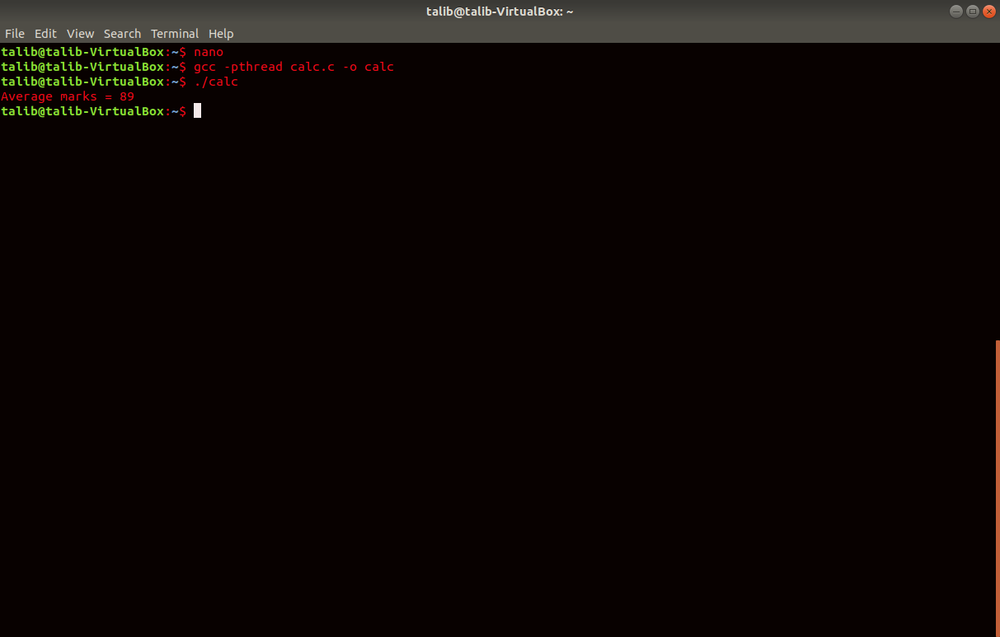 talib@talib-VirtualBox: ~
File Edit View Search Terminal Help
talib@talib-VirtualBox:~$ nano
talib@talib-VirtualBox:~$ gcc -pthread calc.c -o calc
talib@talib-VirtualBox:~$ ./calc
Average marks = 89
talib@talib-VirtualBox:~$